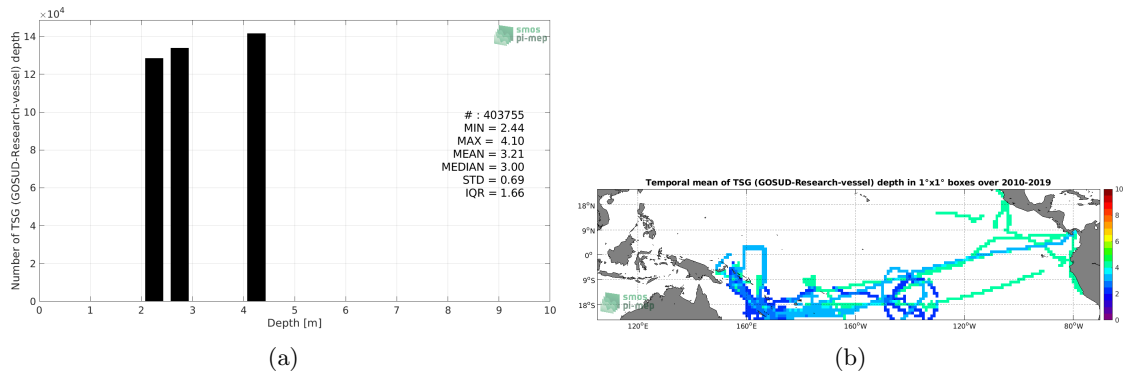 ×10⁴
14
12
10
8
6
4
2
0
Number of TSG (GOSUD-Research-vessel) depth
smos
pi-mep
# : 403755
MIN = 2.44
MAX = 4.10
MEAN = 3.21
MEDIAN = 3.00
STD = 0.69
IQR = 1.66
0 1 2 3 4 5 6 7 8 9 10
Depth [m]
(a)
Temporal mean of TSG (GOSUD-Research-vessel) depth in 1°x1° boxes over 2010-2019
18°N
9°N
0°
9°S
18°S
smos
pi-mep
120°E 160°E 160°W 120°W 80°W
10
8
6
4
2
0
(b)